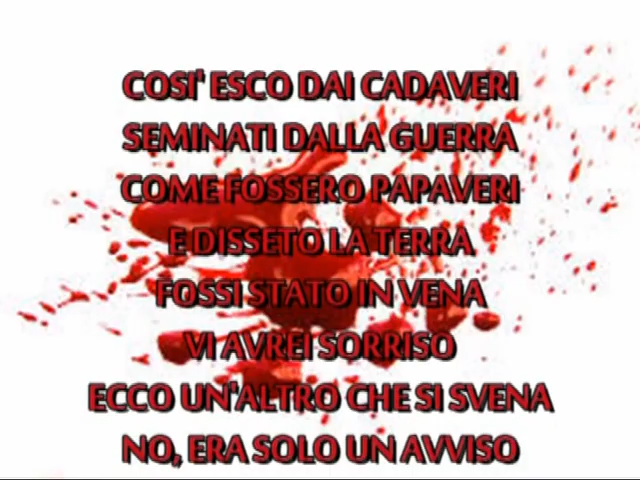 COSI' ESCO DAI CADAVERI
SEMINATI DALLA GUERRA
COME FOSSERO PAPAVERI
E DISSETO LA TERRA
FOSSI STATO IN VENA
VI AVREI SORRISO
ECCO UN'ALTRO CHE SI SVENA
NO, ERA SOLO UN AVVISO